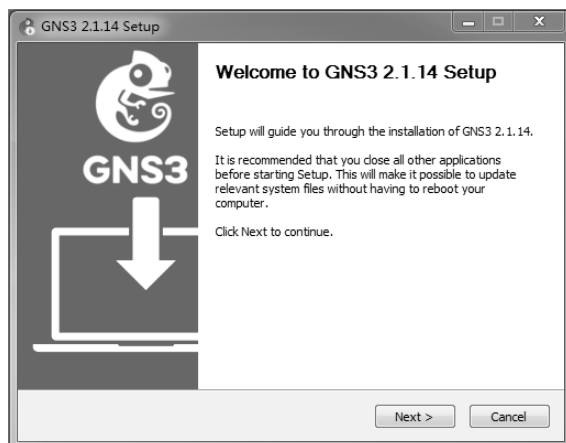 GNS3 2.1.14 Setup
Welcome to GNS3 2.1.14 Setup
Setup will guide you through the installation of GNS3 2.1.14.
It is recommended that you close all other applications
before starting Setup. This will make it possible to update
relevant system files without having to reboot your
computer.
Click Next to continue.
GNS3
Next >
Cancel